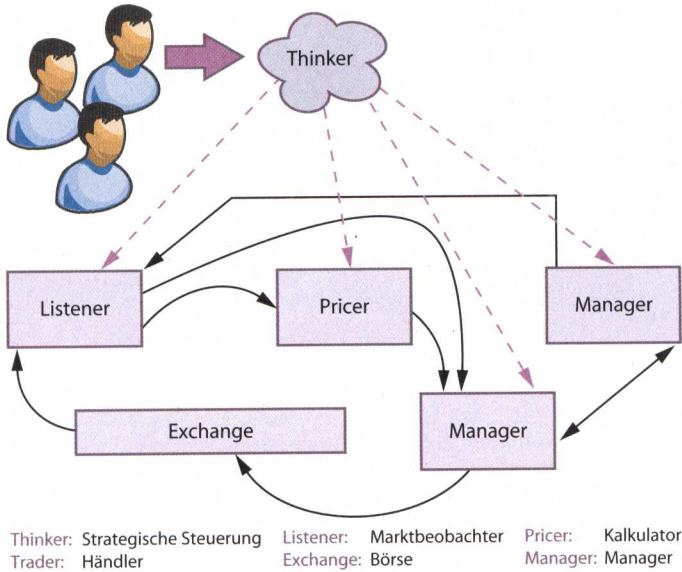 Thinker
Listener
Pricer
Manager
Exchange
Manager
Thinker: Strategische Steuerung Listener: Marktbeobachter Pricer: Kalkulator
Trader: Händler Exchange: Börse Manager: Manager